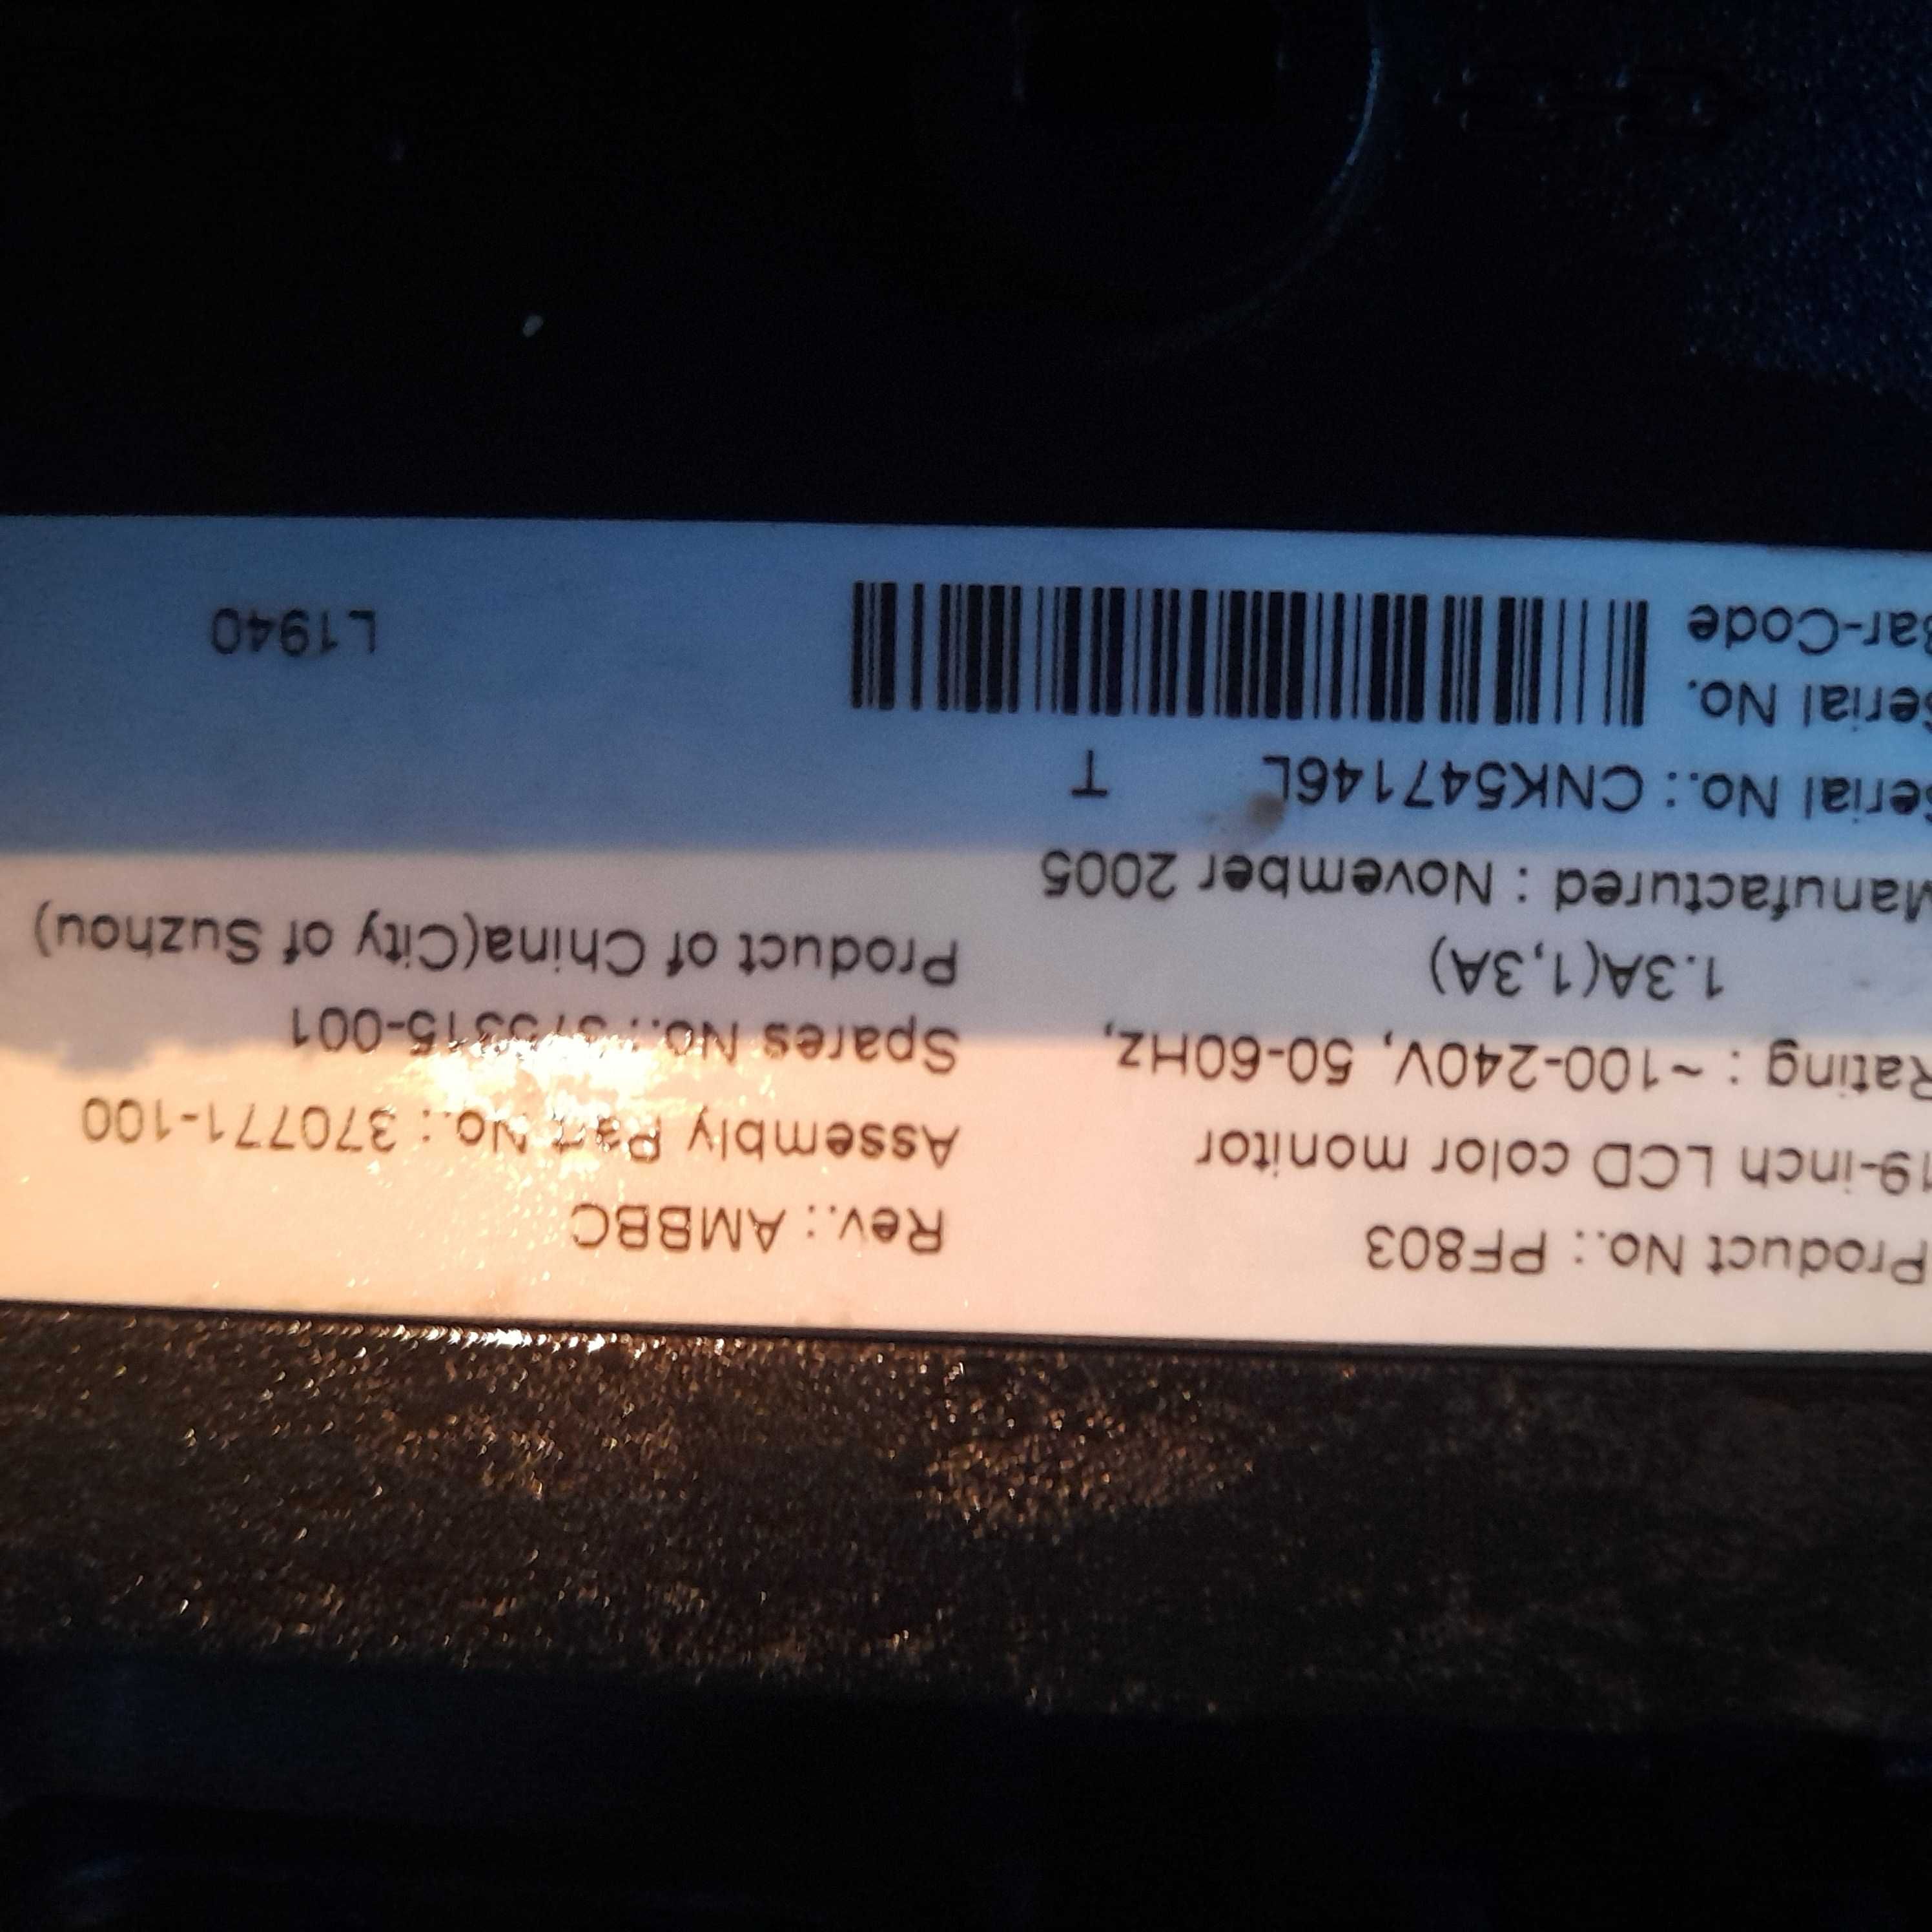 Product No.: PF803
19-inch LCD color monitor
Rating : ~100-240V, 50-60Hz,
1.3A(1,3A)
Manufactured : November 2005
Serial No.: CNK547146L T
Serial No.
Bar-Code
Rev.: AMBBC
Assembly Part No.: 370771-100
Spares No.: 375315-001
Product of China(City of Suzhou)
L1940